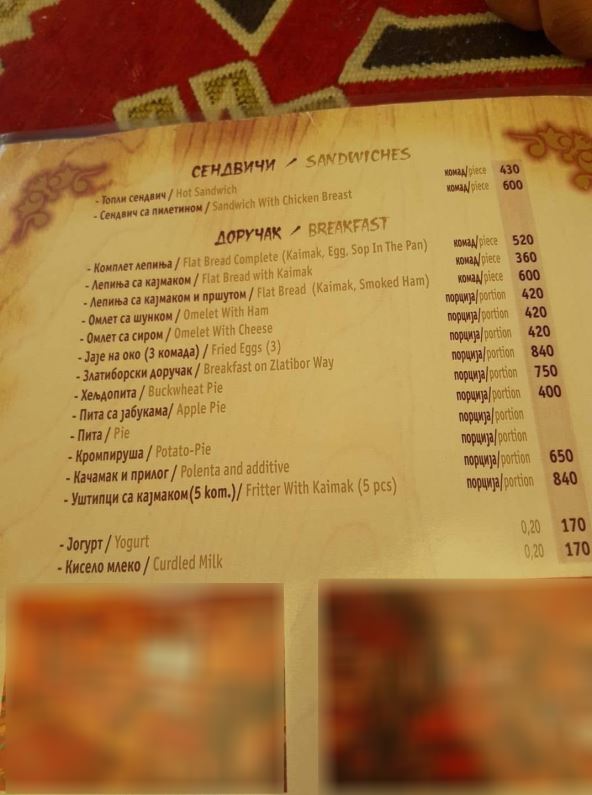 СЕНДВИЧИ / SANDWICHES
- Топли сендвич / Hot Sandwich комад/piece 430
- Сендвич са пилетином / Sandwich With Chicken Breast комад/piece 600
ДОРУЧАК / BREAKFAST
- Комплет лепиња / Flat Bread Complete (Kaimak, Egg, Sop In The Pan) комад/piece 520
- Лепиња са кајмаком / Flat Bread with Kaimak комад/piece 360
- Лепиња са кајмаком и пршутом / Flat Bread (Kaimak, Smoked Ham) комад/piece 600
- Омлет са шунком / Omelet With Ham порција/portion 420
- Омлет са сиром / Omelet With Cheese порција/portion 420
- Јаје на око (3 комада) / Fried Eggs (3) порција/portion 420
- Златиборски доручак / Breakfast on Zlatibor Way порција/portion 840
- Хељдопита / Buckwheat Pie порција/portion 750
- Пита са јабукама/ Apple Pie порција/portion 400
- Пита / Pie порција/portion
- Кромпируша / Potato-Pie порција/portion
- Качамак и прилог / Polenta and additive порција/portion 650
- Уштипци са кајмаком(5 kom.)/ Fritter With Kaimak (5 pcs) порција/portion 840
- Јогурт / Yogurt 0,20 170
- Кисело млеко / Curdled Milk 0,20 170